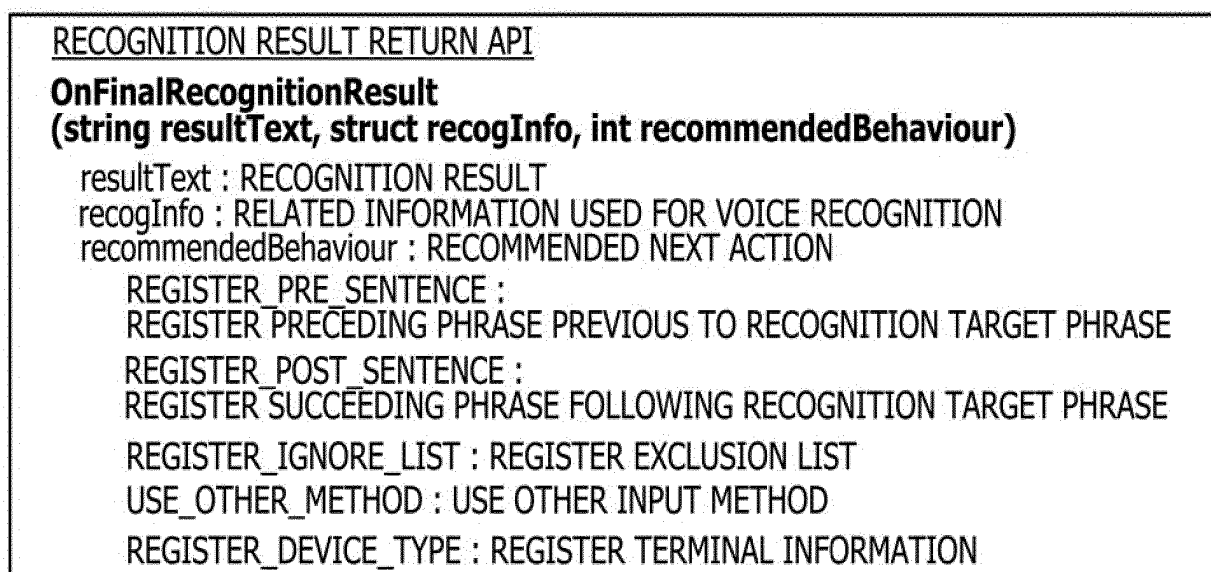 RECOGNITION RESULT RETURN API
OnFinalRecognitionResult
(string resultText, struct recogInfo, int recommendedBehaviour)
resultText : RECOGNITION RESULT
recogInfo : RELATED INFORMATION USED FOR VOICE RECOGNITION
recommendedBehaviour : RECOMMENDED NEXT ACTION
REGISTER_PRE_SENTENCE :
REGISTER PRECEDING PHRASE PREVIOUS TO RECOGNITION TARGET PHRASE
REGISTER_POST_SENTENCE :
REGISTER SUCCEEDING PHRASE FOLLOWING RECOGNITION TARGET PHRASE
REGISTER_IGNORE_LIST : REGISTER EXCLUSION LIST
USE_OTHER_METHOD : USE OTHER INPUT METHOD
REGISTER_DEVICE_TYPE : REGISTER TERMINAL INFORMATION